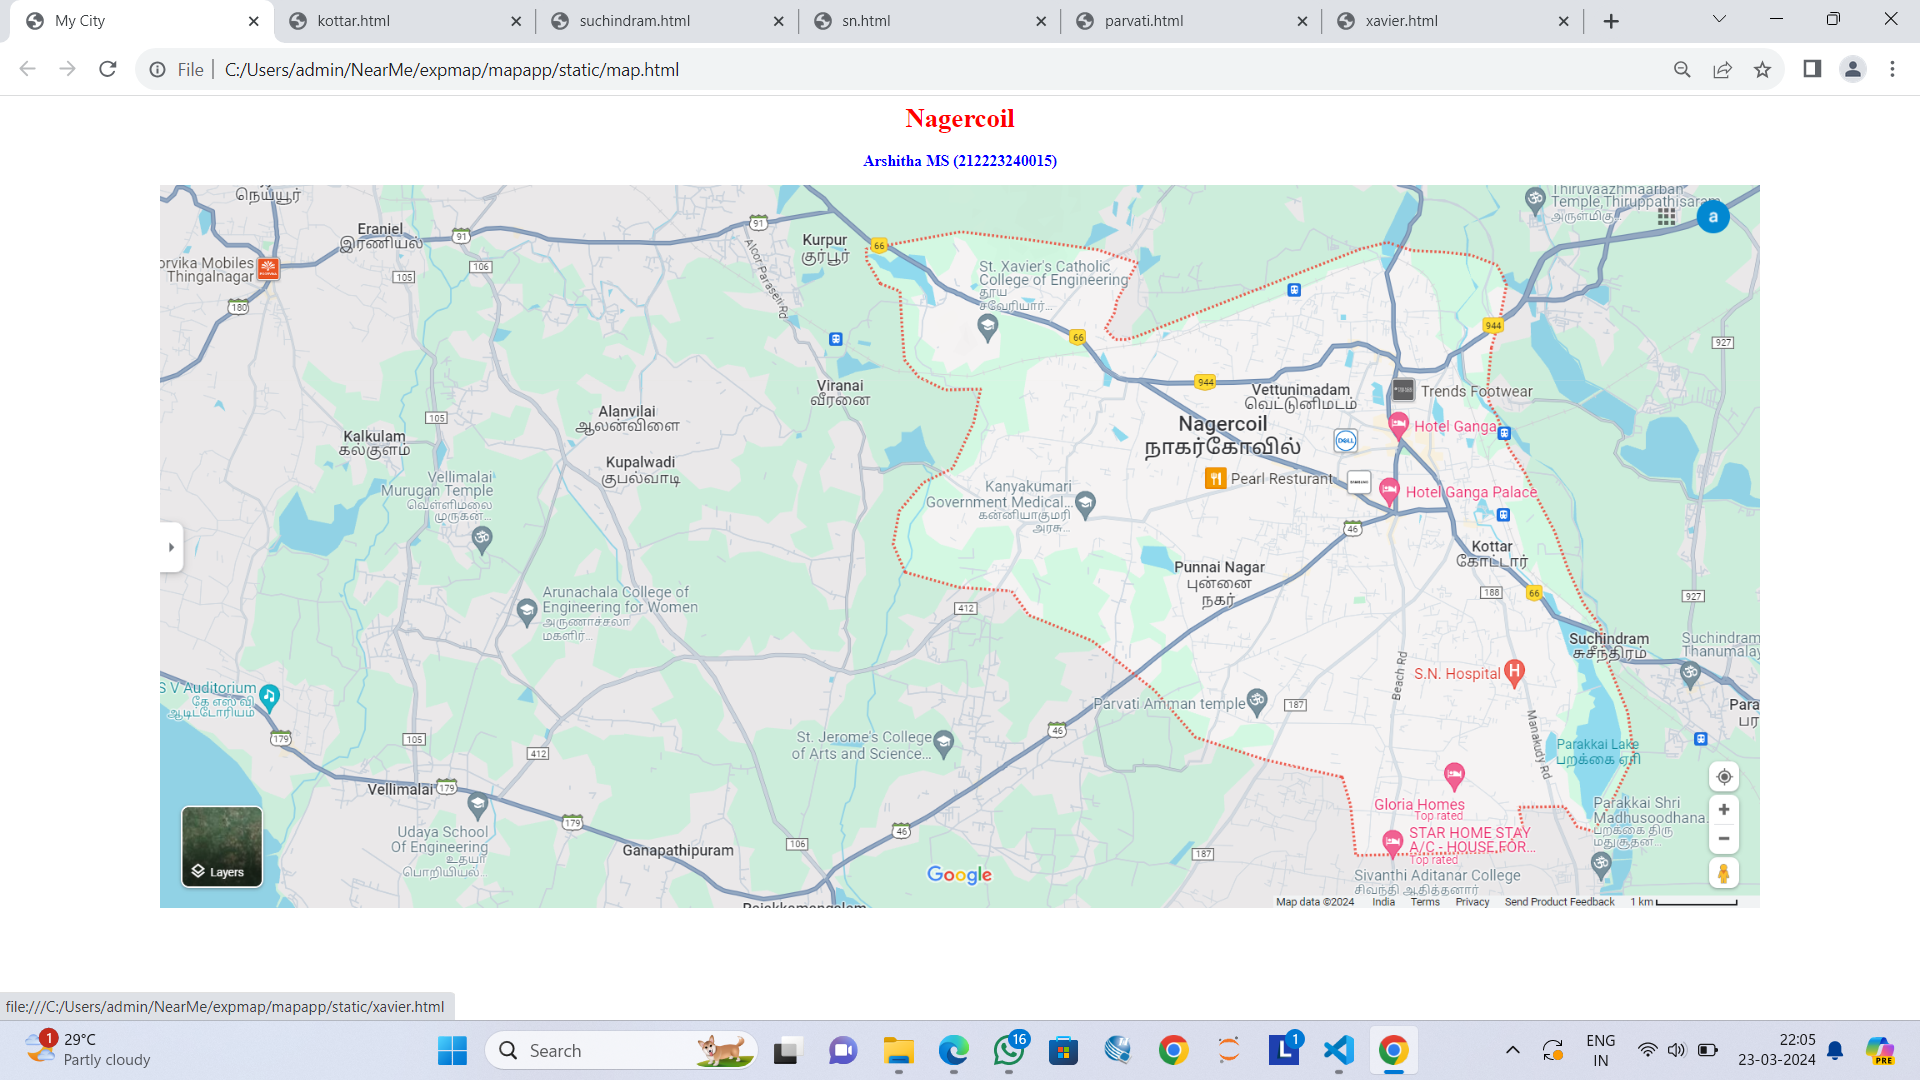 My City
kottar.html
suchindram.html
sn.html
parvati.html
xavier.html
File
C:/Users/admin/NearMe/expmap/mapapp/static/map.html
Nagercoil
Arshitha MS (212223240015)
நெய்யூர்
Eraniel
இரணியல்
91
106
105
orvika Mobiles
Thingalnagar
180
91
Aloor Paraseri Rd
Kurpur
குர்பூர்
66
St. Xavier's Catholic
College of Engineering
தூய
சவேரியார்...
66
Thiruvaazhmaarban
Temple,Thiruppathisaram
அருள்மிகு...
a
944
927
Viranai
வீரனை
944
Vettunimadam
வெட்டுனிமடம்
Trends Footwear
Hotel Ganga
Nagercoil
நாகர்கோவில்
DELL
Pearl Resturant
Hotel Ganga Palace
46
105
Alanvilai
ஆலன்விளை
Kalkulam
கல்குளம்
Kupalwadi
குபல்வாடி
Vellimalai
Murugan Temple
வெள்ளிமலை
முருகன்...
Kanyakumari
Government Medical...
கன்னியாகுமரி
அரசு...
Kottar
கோட்டார்
Punnai Nagar
புன்னை
நகர்
188
66
927
412
Arunachala College of
Engineering for Women
அருணாச்சலா
மகளிர்...
Suchindram
சுசீந்திரம்
Suchindram
Thanumalay
Beach Rd
S.N. Hospital
S V Auditorium
கே எஸ் வி
ஆடிட்டோரியம்
Parvati Amman temple
187
Para
பற
179
105
412
St. Jerome's College
of Arts and Science...
46
Manakudy Rd
Parakkai Lake
பறக்கை ஏரி
Vellimalai
179
Gloria Homes
Top rated
Parakkai Shri
Madhusoodhana...
பறக்கை திரு
மதுசூதன...
Udaya School
Of Engineering
உதயா
பொறியியல்...
179
46
STAR HOME STAY
A/C - HOUSE FOR...
Top rated
Ganapathipuram
106
187
Layers
Google
Sivanthi Aditanar College
சிவந்தி ஆதித்தனார்
Rajakkamangalam
Map data ©2024
India
Terms
Privacy
Send Product Feedback
1 km
file:///C:/Users/admin/NearMe/expmap/mapapp/static/xavier.html
1
29°C
Partly cloudy
Search
16
1
ENG
IN
22:05
23-03-2024
PRE